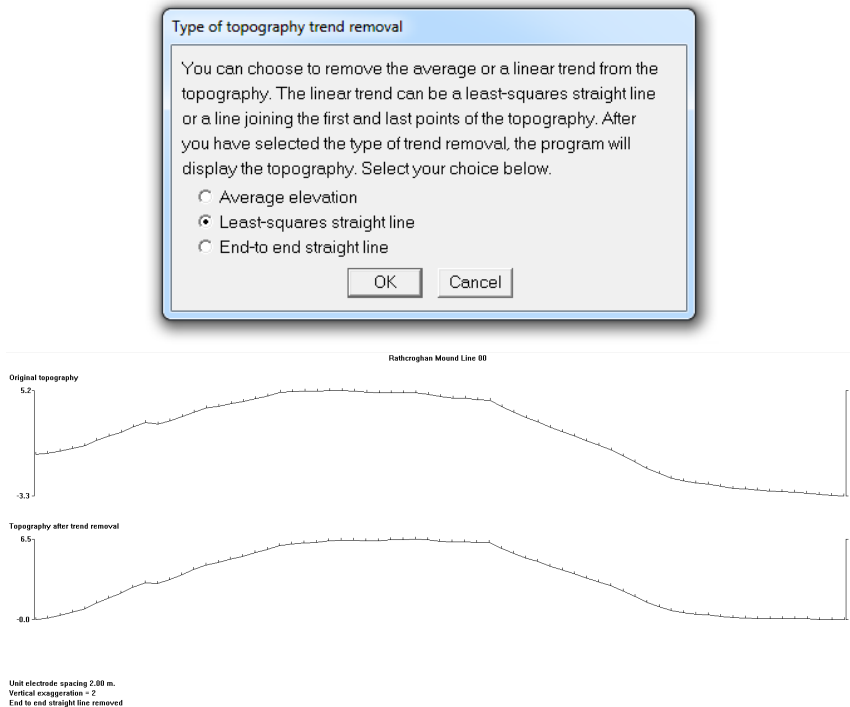 Type of topography trend removal
You can choose to remove the average or a linear trend from the
topography. The linear trend can be a least-squares straight line
or a line joining the first and last points of the topography. After
you have selected the type of trend removal, the program will
display the topography. Select your choice below.
Average elevation
Least-squares straight line
End-to end straight line
OK
Cancel
Rathcroghan Mound Line 00
Original topography
5.2
-3.3
Topography after trend removal
6.5
-0.0
Unit electrode spacing 2.00 m.
Vertical exaggeration = 2
End to end straight line removed